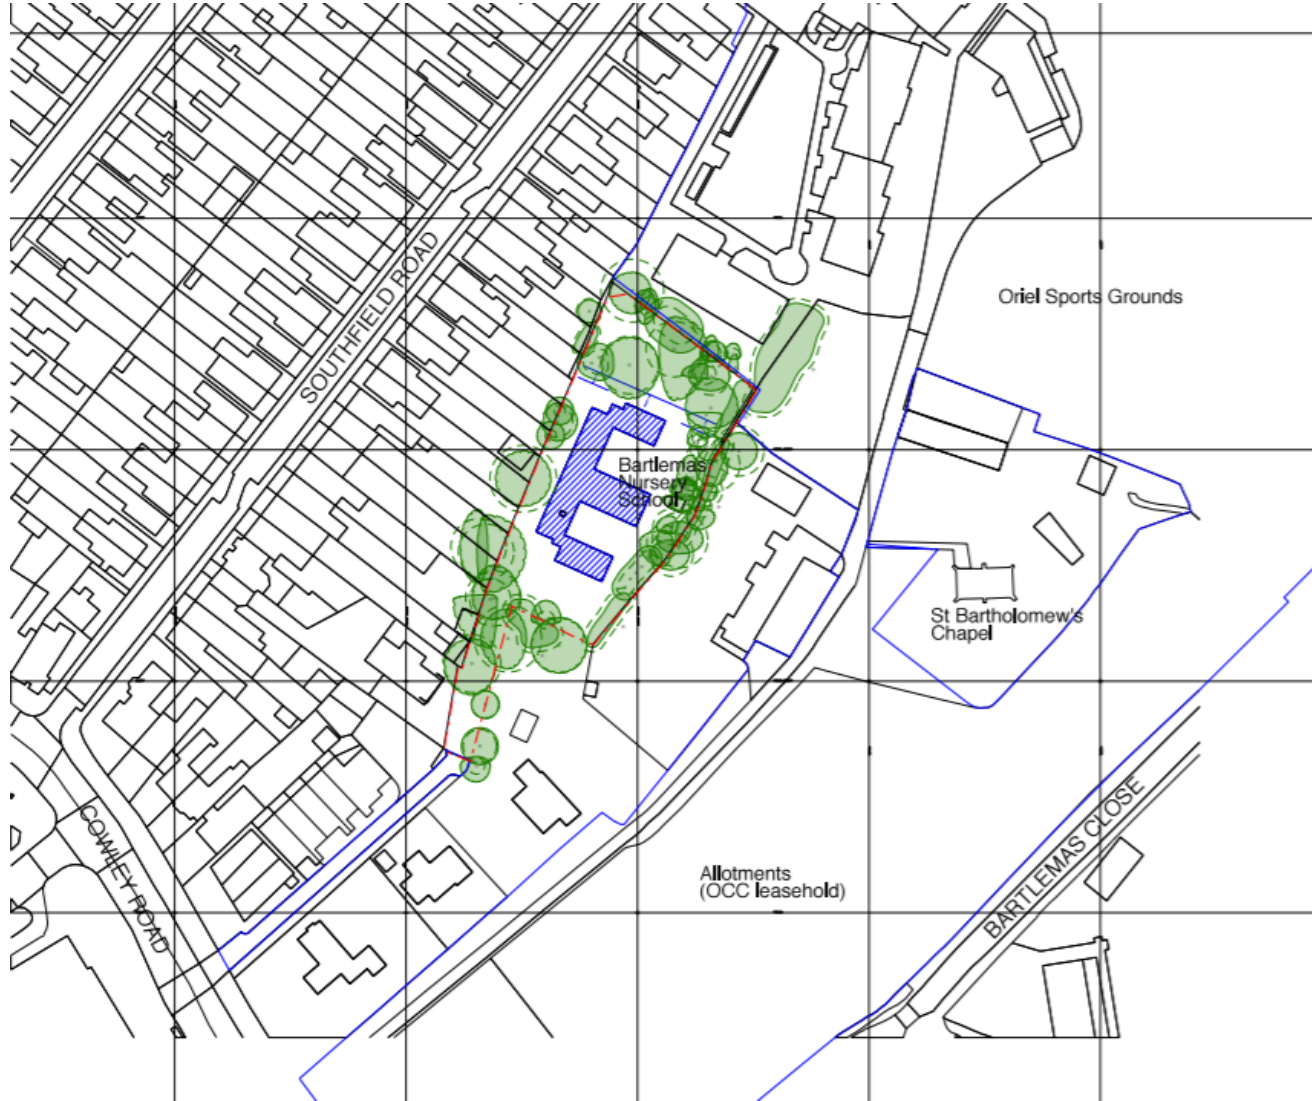 SOUTHFIELD ROAD
Oriel Sports Grounds
Bartlemas
Nursery
School
St Bartholomew's
Chapel
COWLEY ROAD
Allotments
(OCC leasehold)
BARTLEMAS CLOSE